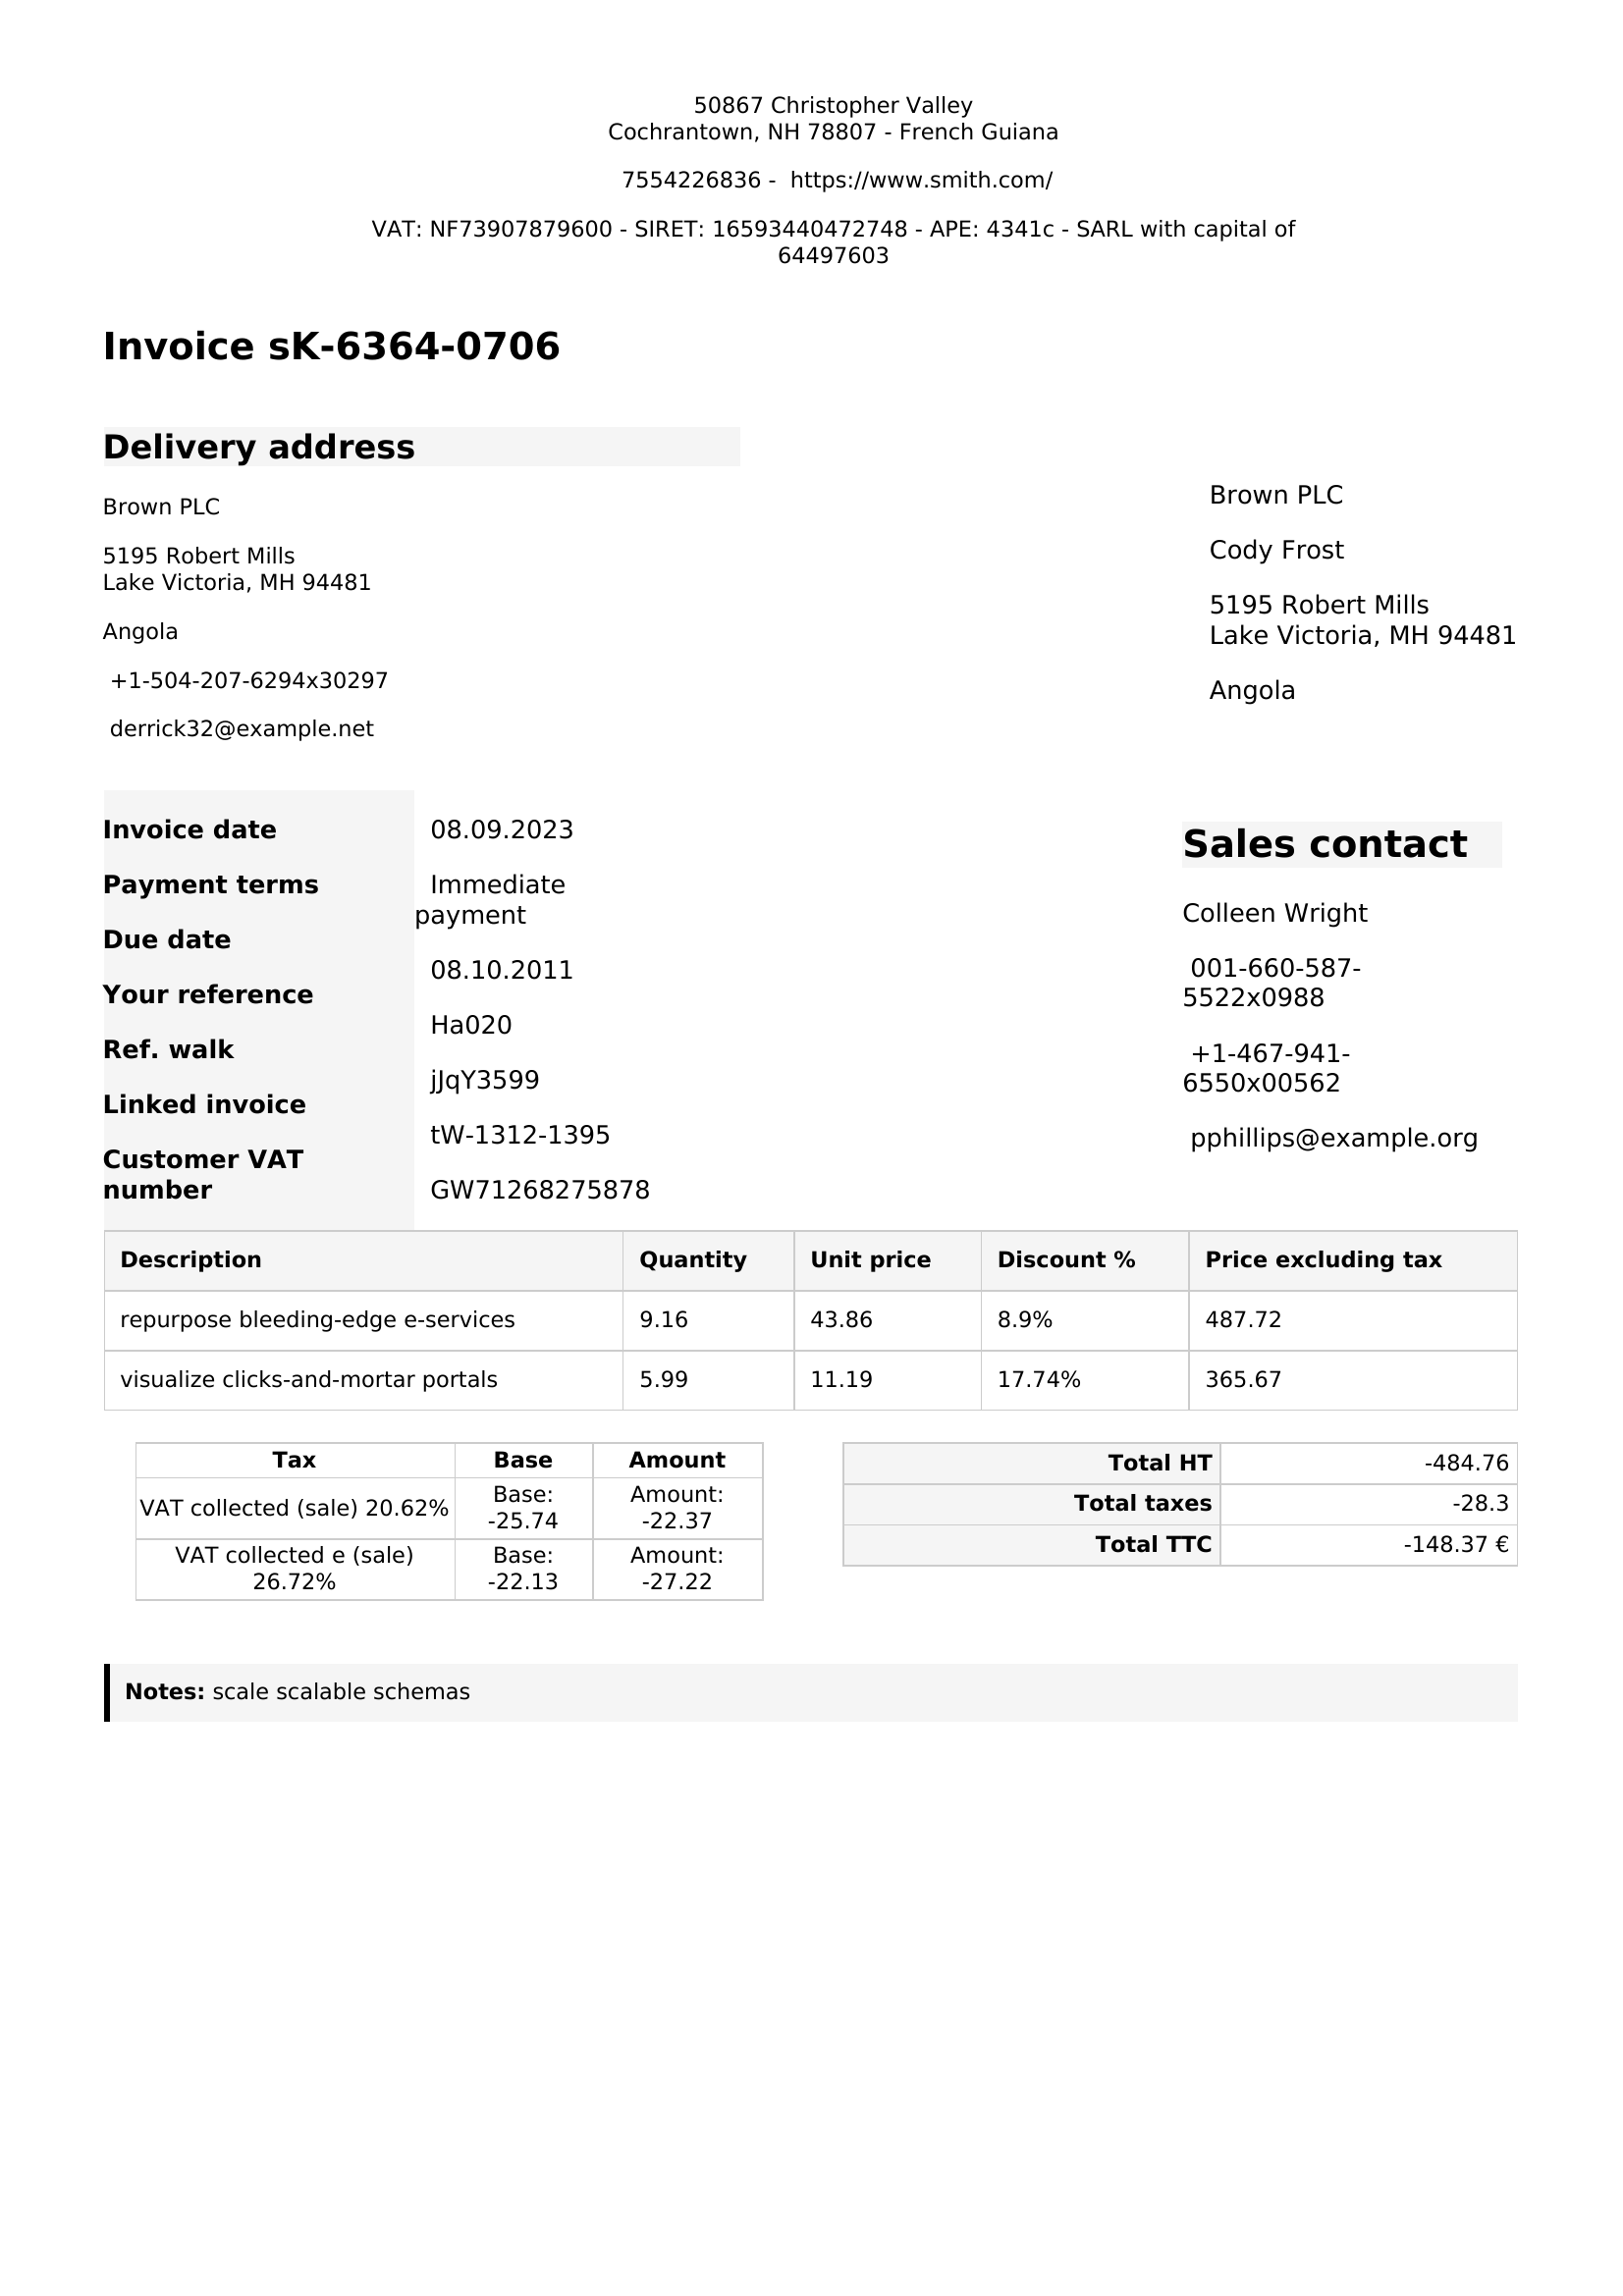 50867 Christopher Valley
Cochrantown, NH 78807 - French Guiana
7554226836 -  https://www.smith.com/
VAT: NF73907879600 - SIRET: 16593440472748 - APE: 4341c - SARL with capital of
64497603
Invoice sK-6364-0706
Delivery address
Brown PLC
5195 Robert Mills
Lake Victoria, MH 94481
Angola
+1-504-207-6294x30297
derrick32@example.net
Brown PLC
Cody Frost
5195 Robert Mills
Lake Victoria, MH 94481
Angola
Invoice date
Payment terms
Due date
Your reference
Ref. walk
Linked invoice
Customer VAT
number
08.09.2023
Immediate
payment
08.10.2011
Ha020
jJqY3599
tW-1312-1395
GW71268275878
Sales contact
Colleen Wright
001-660-587-
5522x0988
+1-467-941-
6550x00562
pphillips@example.org
Description Quantity Unit price Discount % Price excluding tax
repurpose bleeding-edge e-services 9.16 43.86 8.9% 487.72
visualize clicks-and-mortar portals 5.99 11.19 17.74% 365.67
Tax Base Amount
VAT collected (sale) 20.62% Base: -25.74 Amount: -22.37
VAT collected e (sale) 26.72% Base: -22.13 Amount: -27.22
Total HT -484.76
Total taxes -28.3
Total TTC -148.37 €
Notes: scale scalable schemas